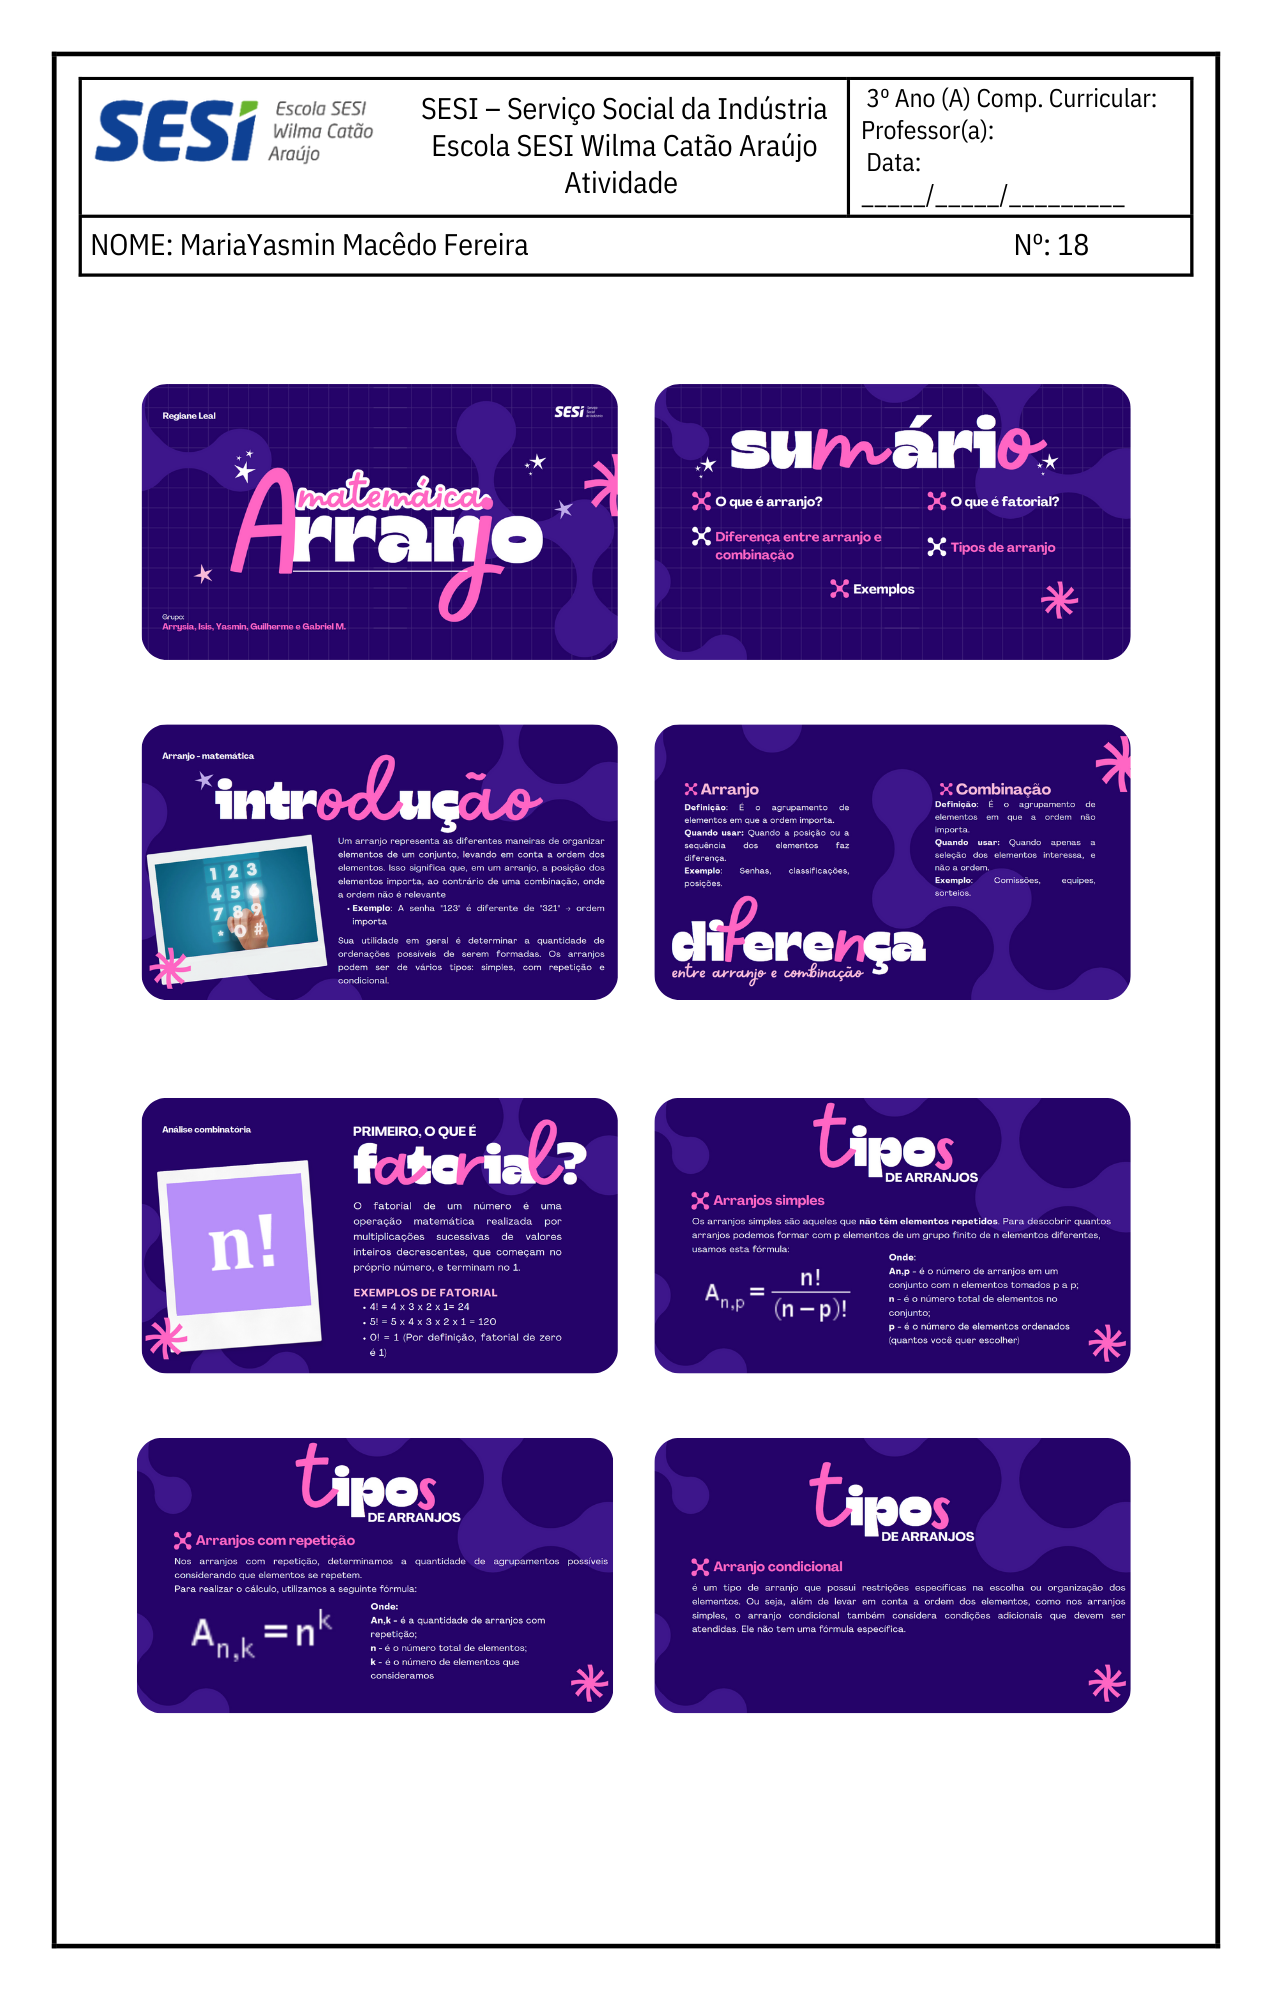 SESI
Escola SESI
Wilma Catão
Araújo
SESI – Serviço Social da Indústria
Escola SESI Wilma Catão Araújo
Atividade
3º Ano (A) Comp. Curricular:
Professor(a):
Data:
_____/_____/_________
NOME: MariaYasmin Macêdo Fereira Nº: 18
Regiane Leal
SESI
matemáica
Arranjo
Grupo:
Arrysia, Isis, Yasmin, Guilherme e Gabriel M.
sumário
O que é arranjo?
O que é fatorial?
Diferença entre arranjo e
combinação
Tipos de arranjo
Exemplos
Arranjo - matemática
introdução
1 2 3
4 5 6
7 8 9
* 0 #
Um arranjo representa as diferentes maneiras de organizar
elementos de um conjunto, levando em conta a ordem dos
elementos. Isso significa que, em um arranjo, a posição dos
elementos importa, ao contrário de uma combinação, onde
a ordem não é relevante
• Exemplo: A senha "123" é diferente de "321" → ordem
importa
Sua utilidade em geral é determinar a quantidade de
ordenações possíveis de serem formadas. Os arranjos
podem ser de vários tipos: simples, com repetição e
condicional.
Arranjo
Definição: É o agrupamento de
elementos em que a ordem importa.
Quando usar: Quando a posição ou a
sequência dos elementos faz
diferença.
Exemplo: Senhas, classificações,
posições.
Combinação
Definição: É o agrupamento de
elementos em que a ordem não
importa.
Quando usar: Quando apenas a
seleção dos elementos interessa, e
não a ordem.
Exemplo: Comissões, equipes,
sorteios.
diferença
entre arranjo e combinação
Análise combinatória
n!
PRIMEIRO, O QUE É
fatorial?
O fatorial de um número é uma
operação matemática realizada por
multiplicações sucessivas de valores
inteiros decrescentes, que começam no
próprio número, e terminam no 1.
EXEMPLOS DE FATORIAL
• 4! = 4 x 3 x 2 x 1= 24
• 5! = 5 x 4 x 3 x 2 x 1 = 120
• 0! = 1 (Por definição, fatorial de zero
é 1)
tipos
DE ARRANJOS
Arranjos simples
Os arranjos simples são aqueles que não têm elementos repetidos. Para descobrir quantos
arranjos podemos formar com p elementos de um grupo finito de n elementos diferentes,
usamos esta fórmula:
A n,p = n! / (n – p)!
Onde:
An,p - é o número de arranjos em um
conjunto com n elementos tomados p a p;
n - é o número total de elementos no
conjunto;
p - é o número de elementos ordenados
(quantos você quer escolher)
tipos
DE ARRANJOS
Arranjos com repetição
Nos arranjos com repetição, determinamos a quantidade de agrupamentos possíveis
considerando que elementos se repetem.
Para realizar o cálculo, utilizamos a seguinte fórmula:
A n,k = n^k
Onde:
An,k - é a quantidade de arranjos com
repetição;
n - é o número total de elementos;
k - é o número de elementos que
consideramos
tipos
DE ARRANJOS
Arranjo condicional
é um tipo de arranjo que possui restrições específicas na escolha ou organização dos
elementos. Ou seja, além de levar em conta a ordem dos elementos, como nos arranjos
simples, o arranjo condicional também considera condições adicionais que devem ser
atendidas. Ele não tem uma fórmula específica.